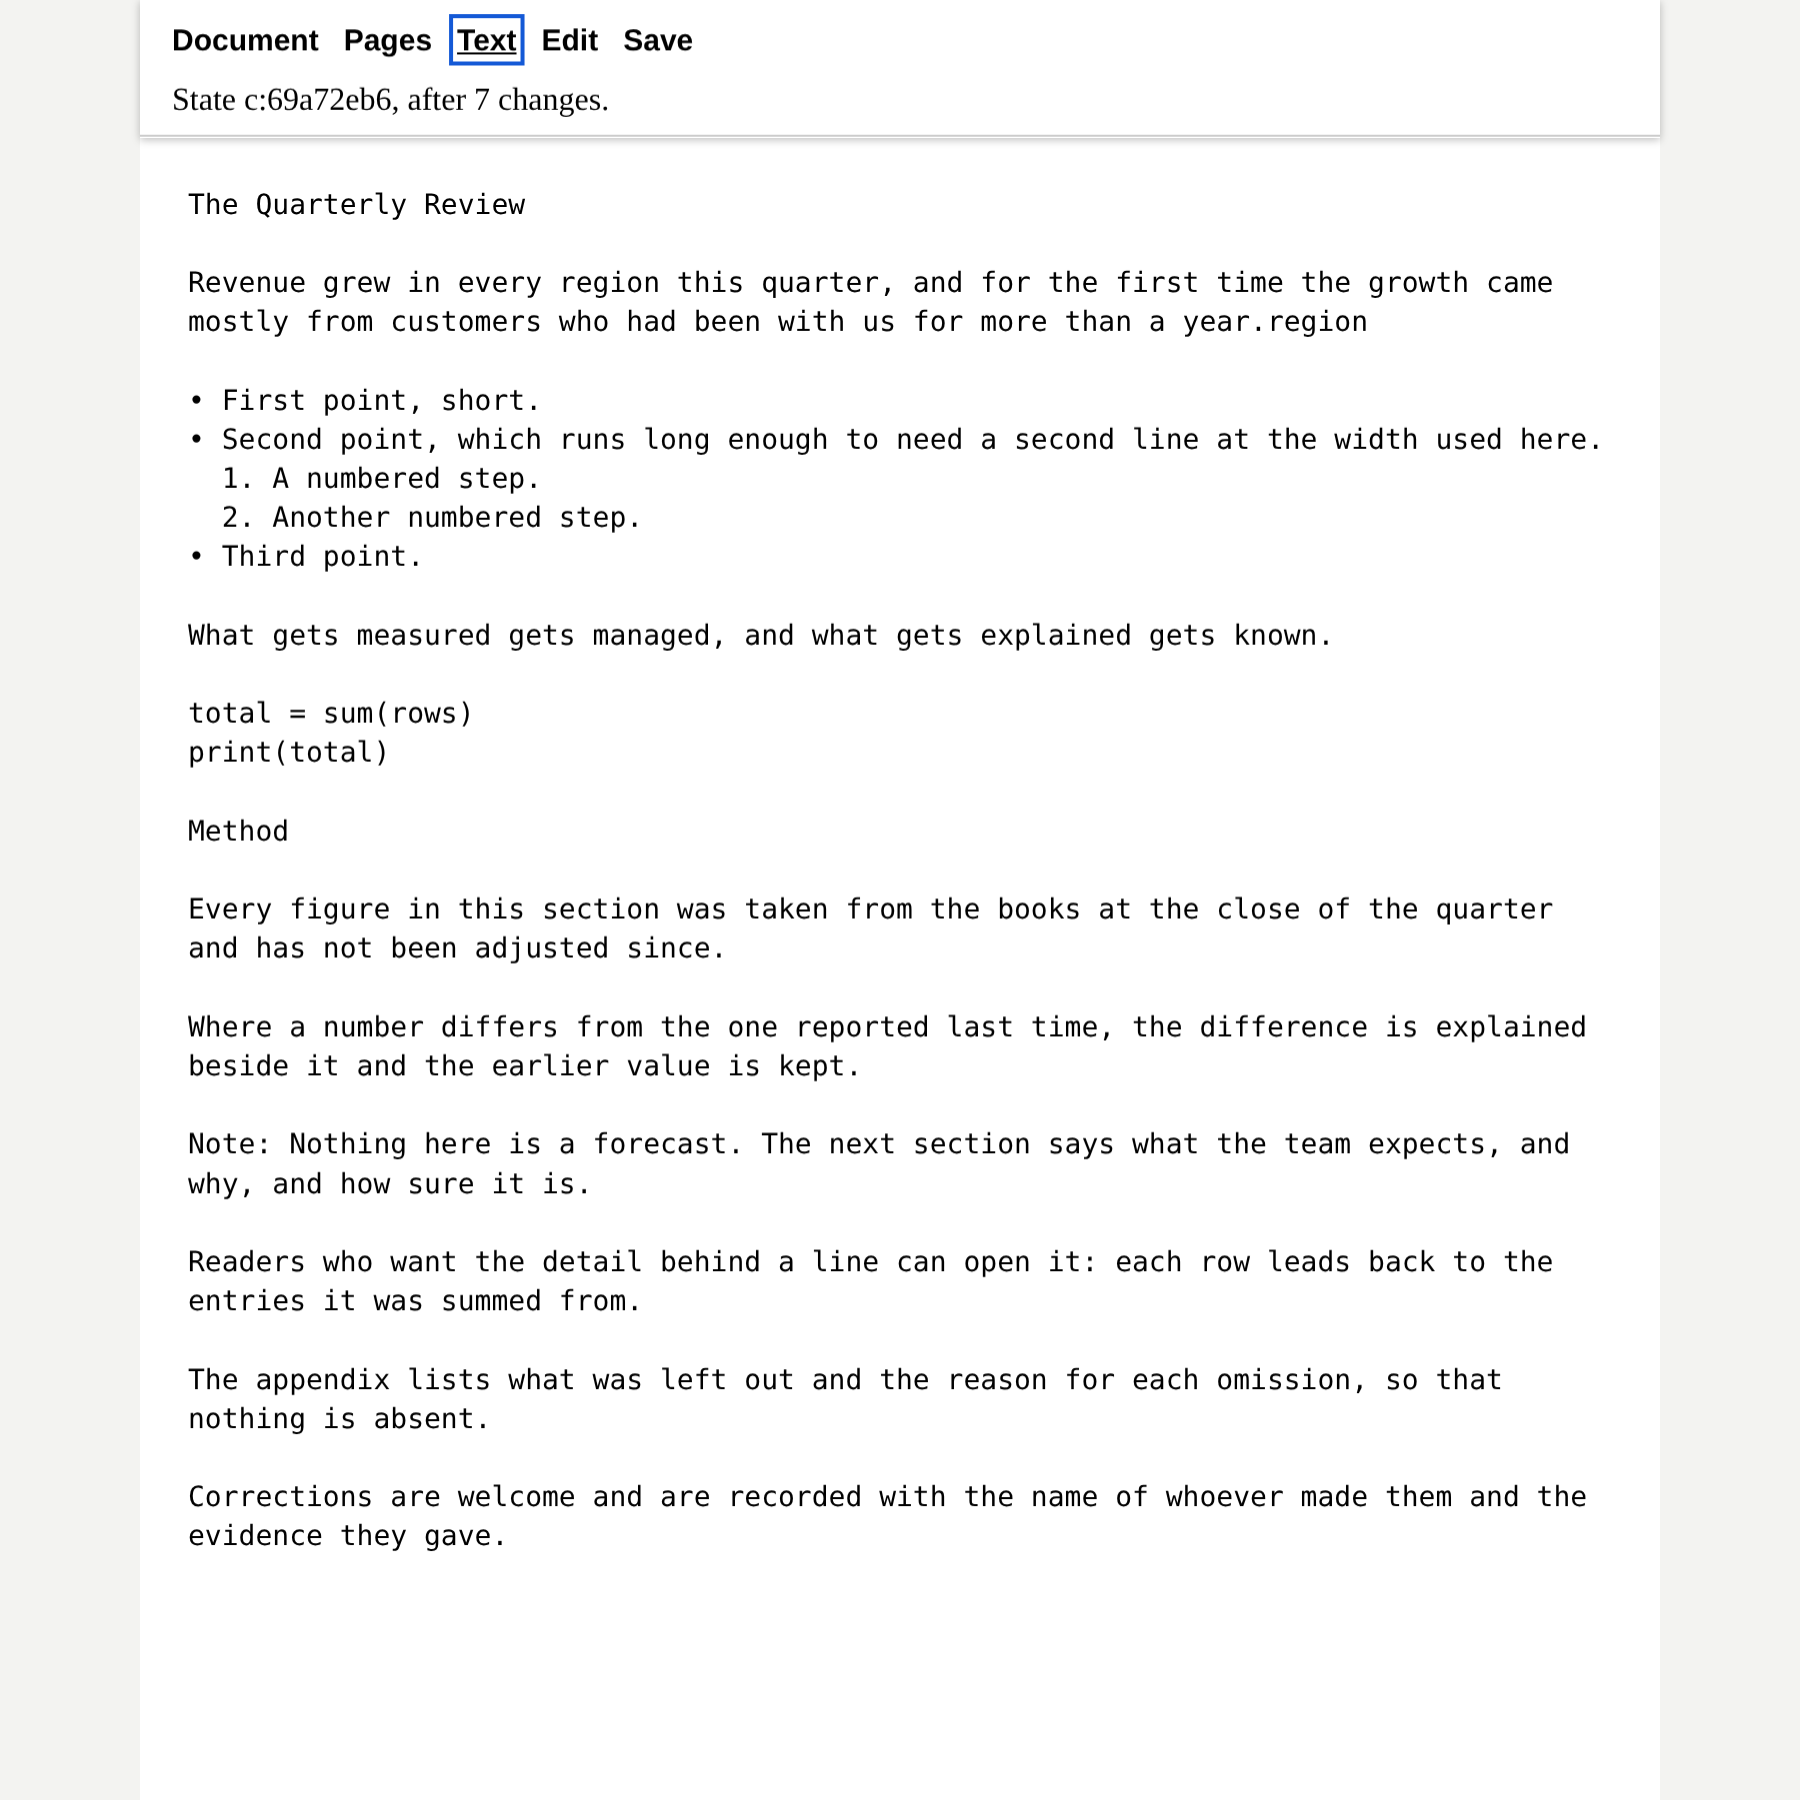 Document Pages Text Edit Save
State c:69a72eb6, after 7 changes.
The Quarterly Review
Revenue grew in every region this quarter, and for the first time the growth came
mostly from customers who had been with us for more than a year.region
• First point, short.
• Second point, which runs long enough to need a second line at the width used here.
1. A numbered step.
2. Another numbered step.
• Third point.
What gets measured gets managed, and what gets explained gets known.
total = sum(rows)
print(total)
Method
Every figure in this section was taken from the books at the close of the quarter
and has not been adjusted since.
Where a number differs from the one reported last time, the difference is explained
beside it and the earlier value is kept.
Note: Nothing here is a forecast. The next section says what the team expects, and
why, and how sure it is.
Readers who want the detail behind a line can open it: each row leads back to the
entries it was summed from.
The appendix lists what was left out and the reason for each omission, so that
nothing is absent.
Corrections are welcome and are recorded with the name of whoever made them and the
evidence they gave.